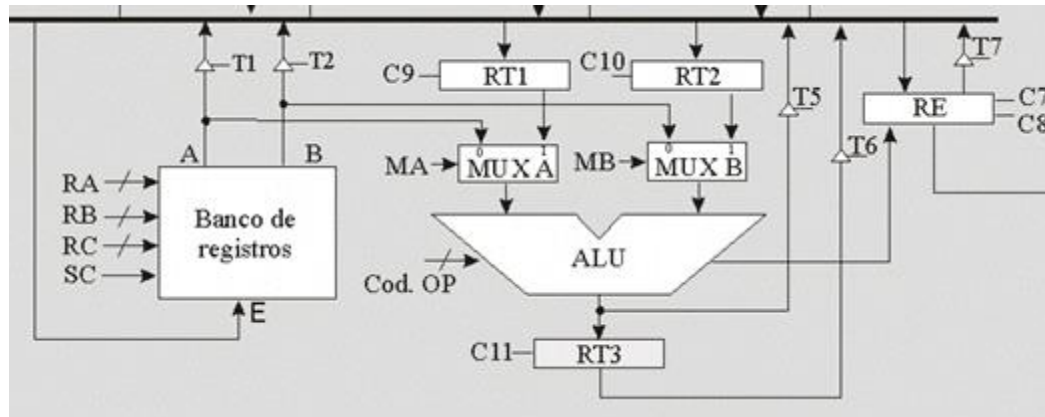 T1
T2
C9
RT1
C10
RT2
T5
T7
RE
C7
C8
T6
A
B
0
1
MUX A
MA
0
1
MUX B
MB
RA
RB
RC
SC
Banco de
registros
E
ALU
Cod. OP
C11
RT3